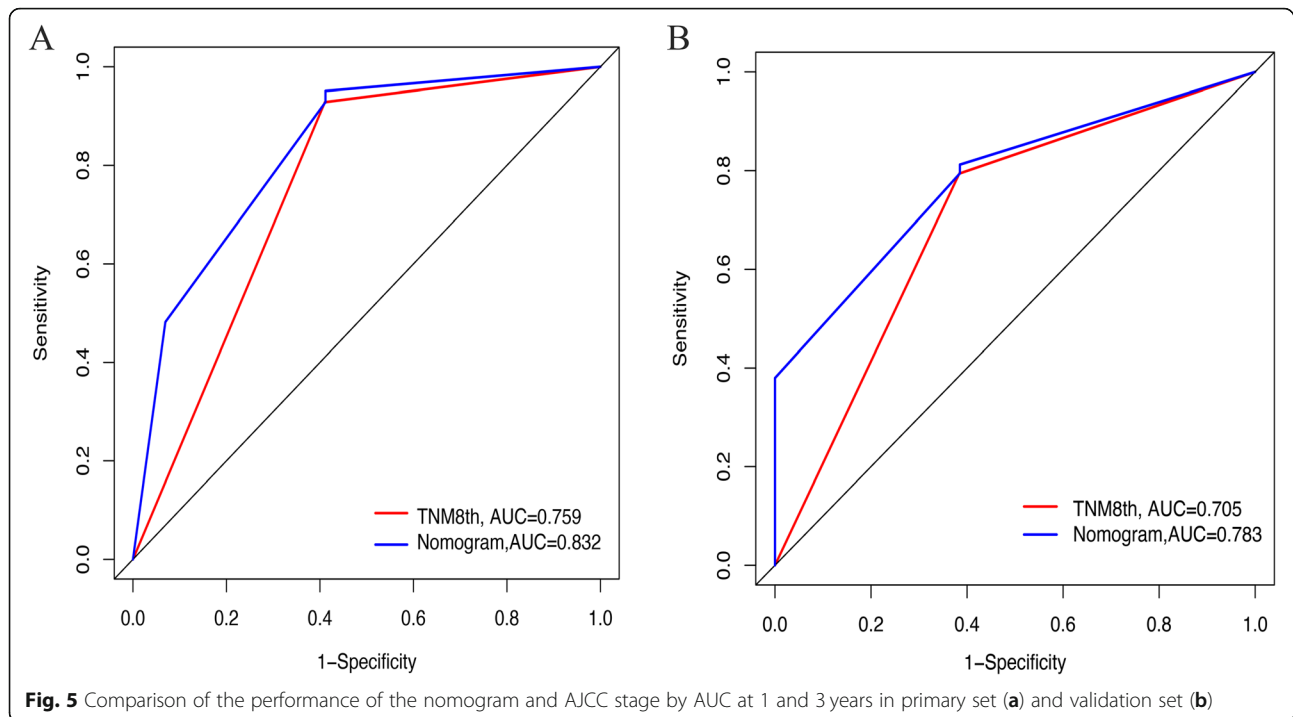 A
1.0
0.8
0.6
0.4
0.2
0.0
Sensitivity
TNM8th, AUC=0.759
Nomogram,AUC=0.832
0.0 0.2 0.4 0.6 0.8 1.0
1−Specificity
B
1.0
0.8
0.6
0.4
0.2
0.0
Sensitivity
TNM8th, AUC=0.705
Nomogram,AUC=0.783
0.0 0.2 0.4 0.6 0.8 1.0
1−Specificity
Fig. 5 Comparison of the performance of the nomogram and AJCC stage by AUC at 1 and 3 years in primary set (a) and validation set (b)